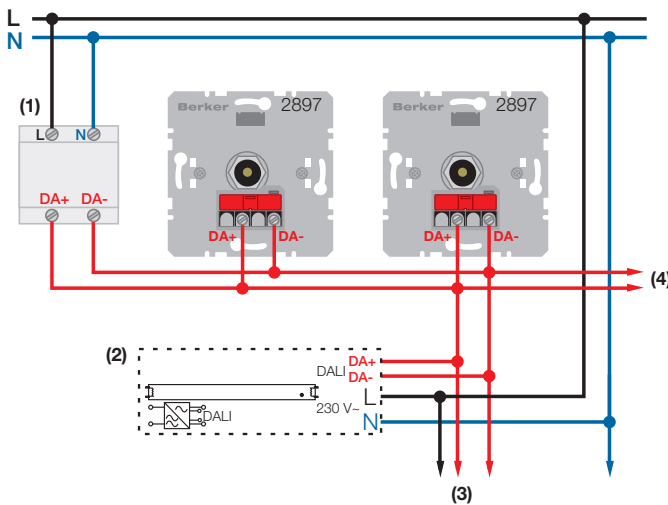 L
N
(1)
L N
DA+ DA-
Berker 2897
DA+ DA-
Berker 2897
DA+ DA-
(4)
(2)
DALI DA+
DA-
L
230 V~
N
DALI
(3)